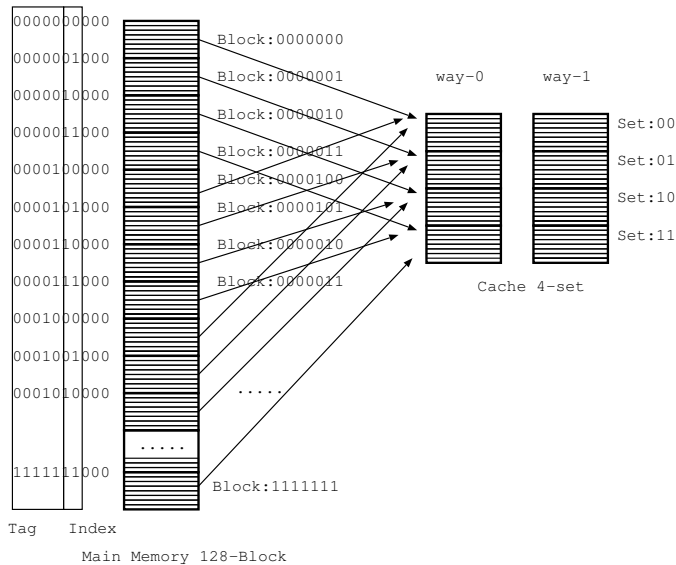 0000000000
Block:0000000
0000001000
Block:0000001
way-0
way-1
0000010000
Block:0000010
Set:00
0000011000
Block:0000011
Set:01
0000100000
Block:0000100
0000101000
Block:0000101
Set:10
0000110000
Block:0000010
Set:11
0000111000
Block:0000011
Cache 4-set
0001000000
0001001000
0001010000
.....
.....
1111111000
Block:1111111
Tag
Index
Main Memory 128-Block